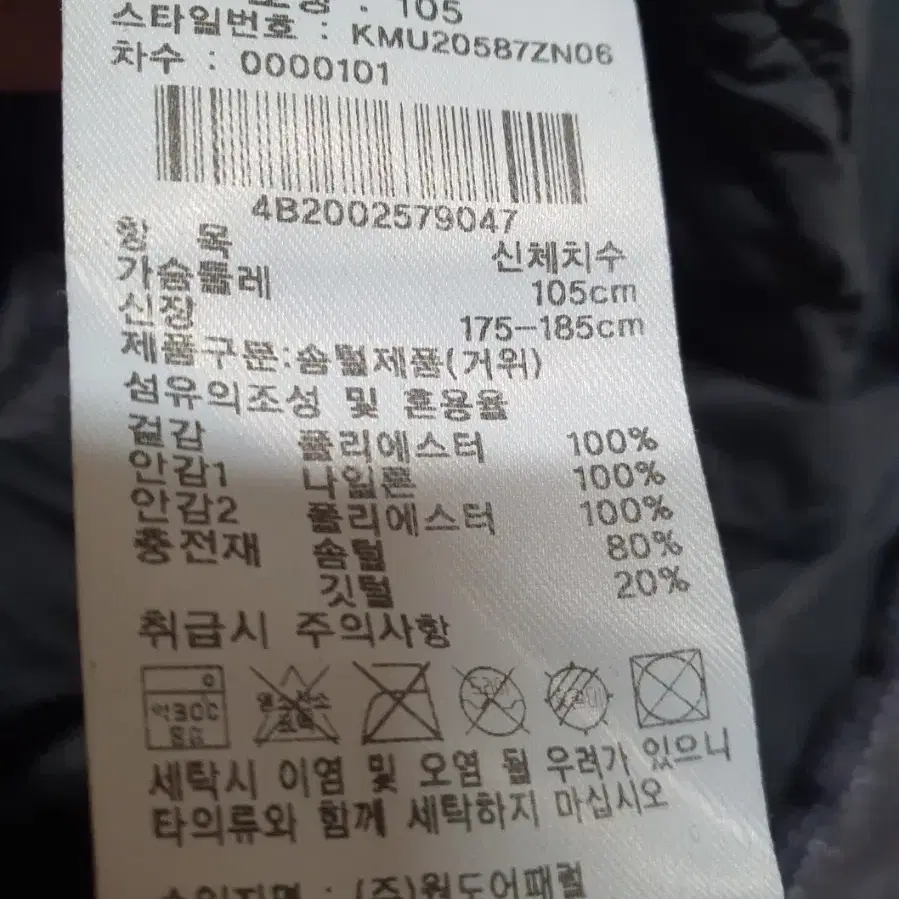 : 105
스타일번호 : KMU20587ZN06
차수 : 0000101
4B2002579047
항 목 신체치수
가슴둘레 105cm
신장 175-185cm
제품구분:솜털제품(거위)
섬유의조성 및 혼용율
겉감 폴리에스터 100%
안감1 나일론 100%
안감2 폴리에스터 100%
충전재 솜털 80%
깃털 20%
취급시 주의사항
약30℃
세탁시 이염 및 오염 될 우려가 있으니
타의류와 함께 세탁하지 마십시오
: (주)원도어패럴